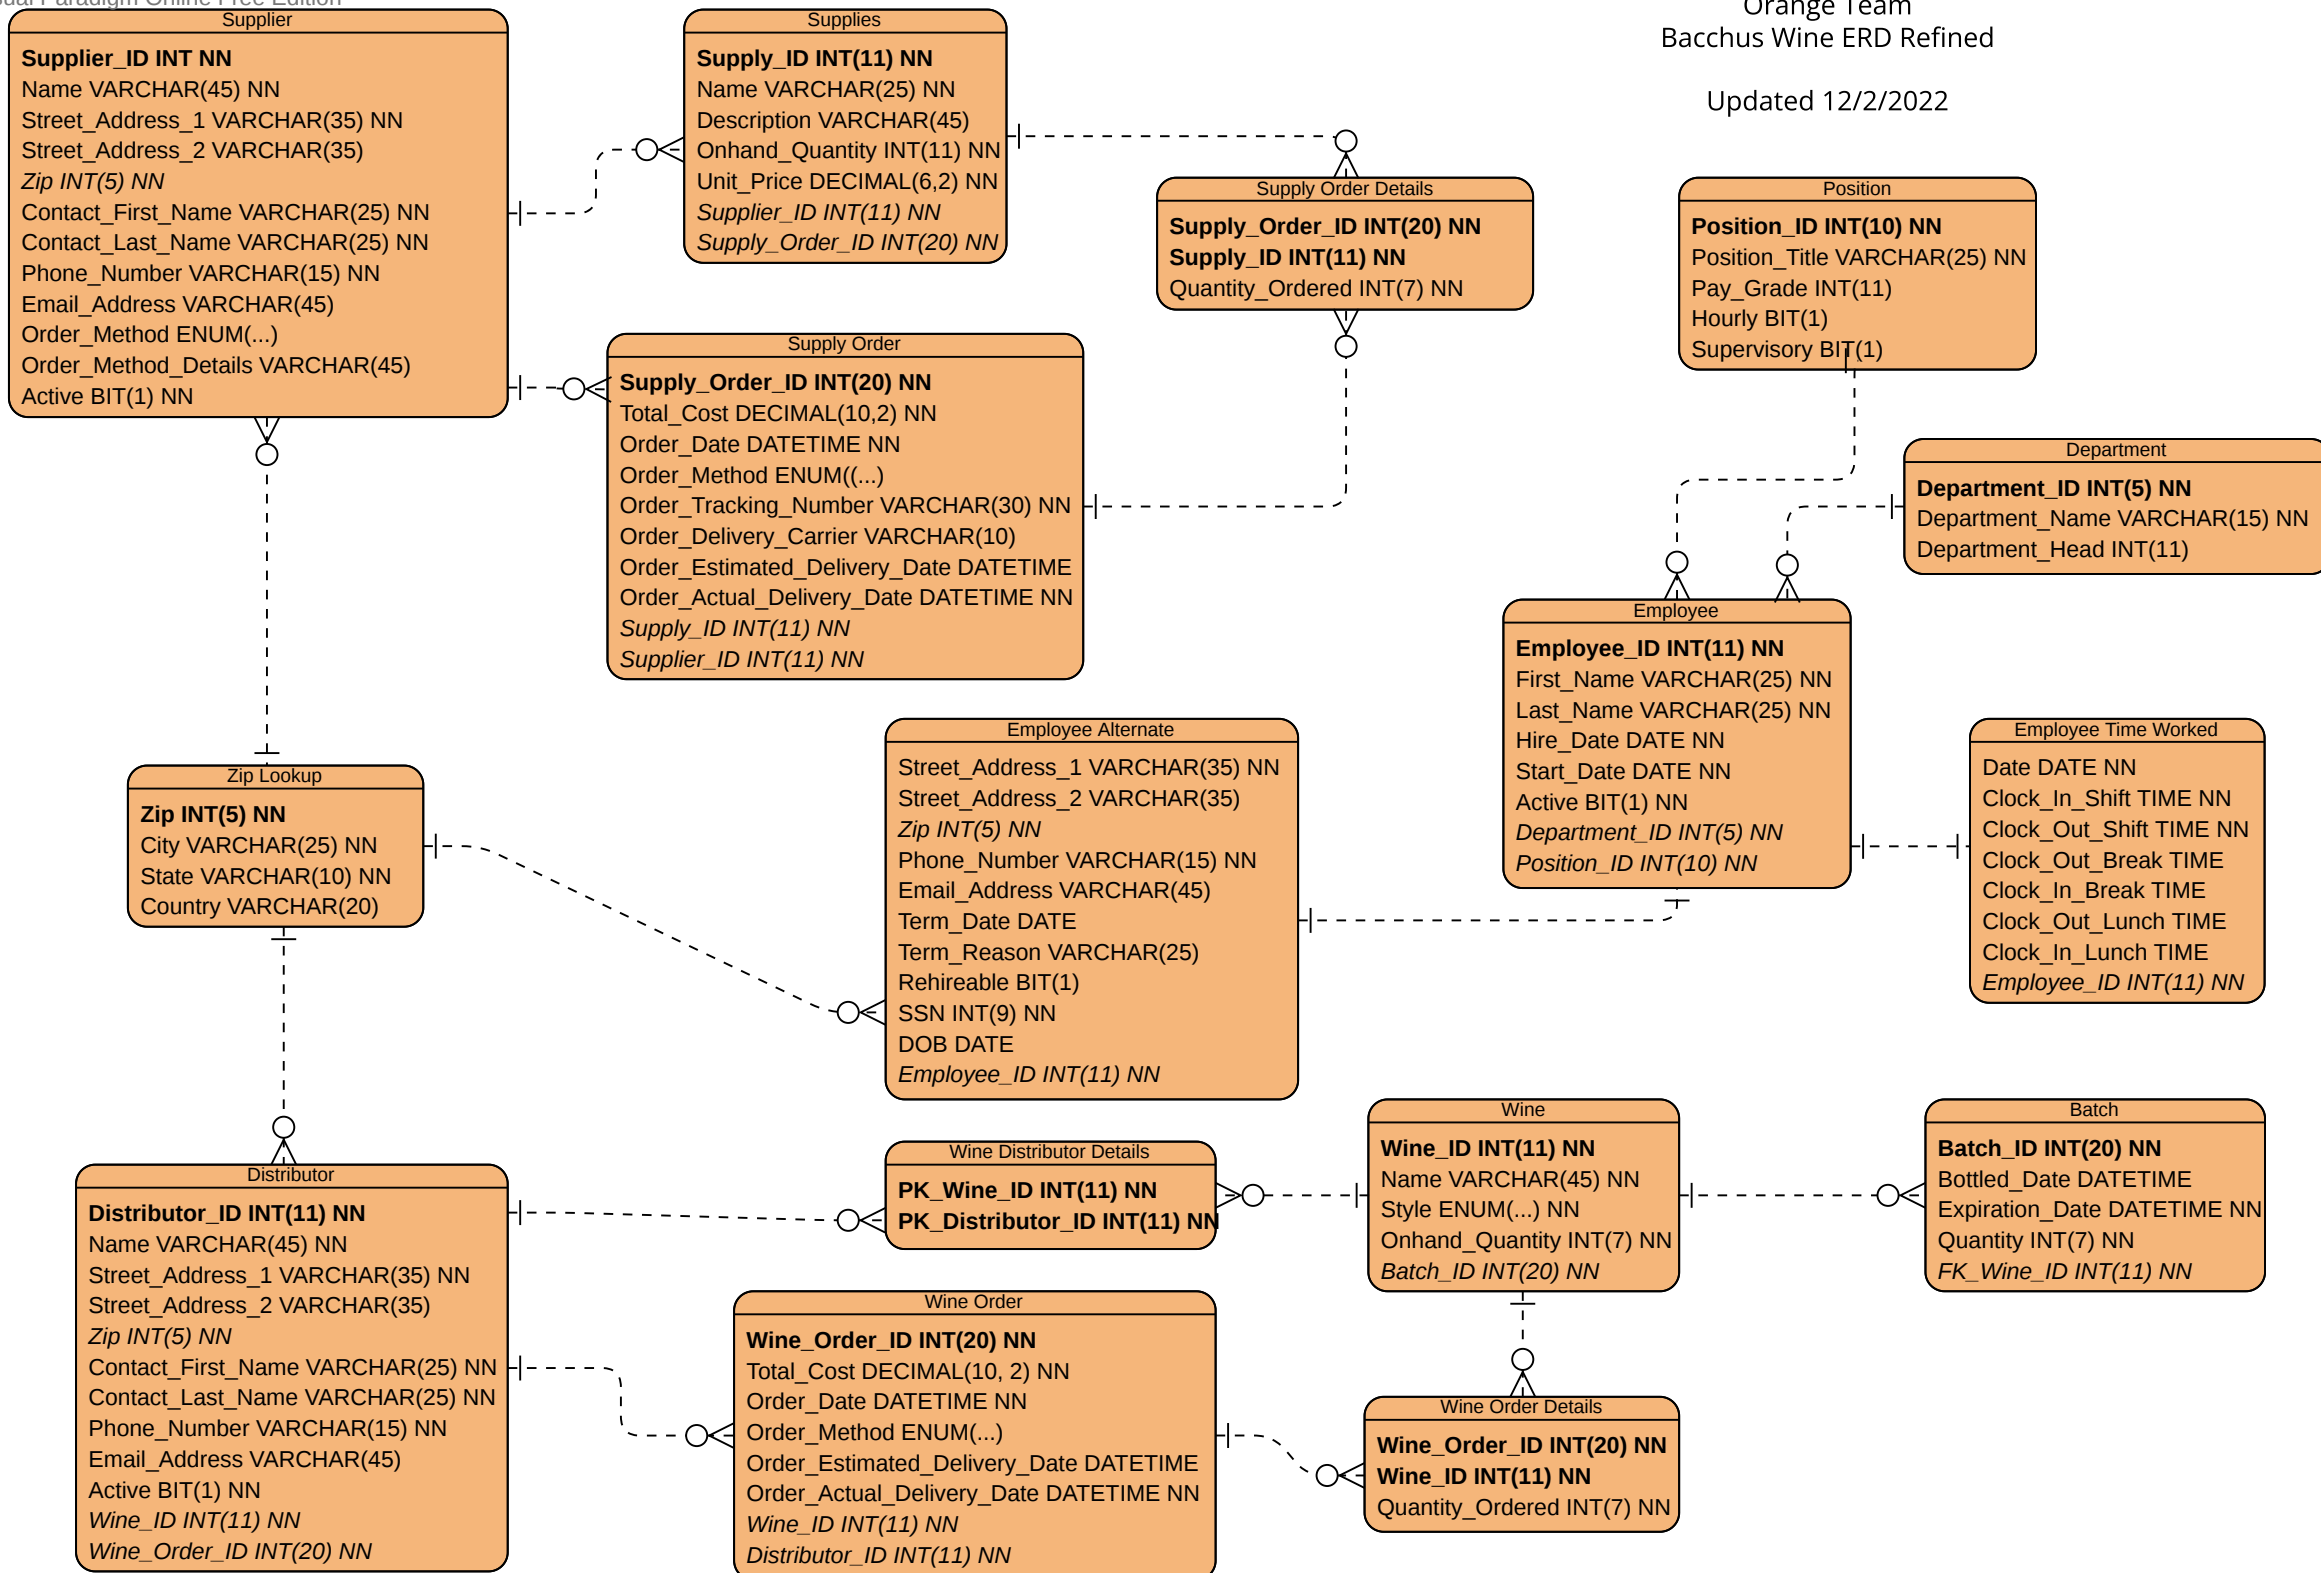 Supplier
Supplier_ID INT NN
Name VARCHAR(45) NN
Street_Address_1 VARCHAR(35) NN
Street_Address_2 VARCHAR(35)
Zip INT(5) NN
Contact_First_Name VARCHAR(25) NN
Contact_Last_Name VARCHAR(25) NN
Phone_Number VARCHAR(15) NN
Email_Address VARCHAR(45)
Order_Method ENUM(...)
Order_Method_Details VARCHAR(45)
Active BIT(1) NN
Supplies
Supply_ID INT(11) NN
Name VARCHAR(25) NN
Description VARCHAR(45)
Onhand_Quantity INT(11) NN
Unit_Price DECIMAL(6,2) NN
Supplier_ID INT(11) NN
Supply_Order_ID INT(20) NN
Orange Team
Bacchus Wine ERD Refined
Updated 12/2/2022
Supply Order Details
Supply_Order_ID INT(20) NN
Supply_ID INT(11) NN
Quantity_Ordered INT(7) NN
Position
Position_ID INT(10) NN
Position_Title VARCHAR(25) NN
Pay_Grade INT(11)
Hourly BIT(1)
Supervisory BIT(1)
Supply Order
Supply_Order_ID INT(20) NN
Total_Cost DECIMAL(10,2) NN
Order_Date DATETIME NN
Order_Method ENUM((...)
Order_Tracking_Number VARCHAR(30) NN
Order_Delivery_Carrier VARCHAR(10)
Order_Estimated_Delivery_Date DATETIME
Order_Actual_Delivery_Date DATETIME NN
Supply_ID INT(11) NN
Supplier_ID INT(11) NN
Department
Department_ID INT(5) NN
Department_Name VARCHAR(15) NN
Department_Head INT(11)
Employee
Employee_ID INT(11) NN
First_Name VARCHAR(25) NN
Last_Name VARCHAR(25) NN
Hire_Date DATE NN
Start_Date DATE NN
Active BIT(1) NN
Department_ID INT(5) NN
Position_ID INT(10) NN
Zip Lookup
Zip INT(5) NN
City VARCHAR(25) NN
State VARCHAR(10) NN
Country VARCHAR(20)
Employee Alternate
Street_Address_1 VARCHAR(35) NN
Street_Address_2 VARCHAR(35)
Zip INT(5) NN
Phone_Number VARCHAR(15) NN
Email_Address VARCHAR(45)
Term_Date DATE
Term_Reason VARCHAR(25)
Rehireable BIT(1)
SSN INT(9) NN
DOB DATE
Employee_ID INT(11) NN
Employee Time Worked
Date DATE NN
Clock_In_Shift TIME NN
Clock_Out_Shift TIME NN
Clock_Out_Break TIME
Clock_In_Break TIME
Clock_Out_Lunch TIME
Clock_In_Lunch TIME
Employee_ID INT(11) NN
Distributor
Distributor_ID INT(11) NN
Name VARCHAR(45) NN
Street_Address_1 VARCHAR(35) NN
Street_Address_2 VARCHAR(35)
Zip INT(5) NN
Contact_First_Name VARCHAR(25) NN
Contact_Last_Name VARCHAR(25) NN
Phone_Number VARCHAR(15) NN
Email_Address VARCHAR(45)
Active BIT(1) NN
Wine_ID INT(11) NN
Wine_Order_ID INT(20) NN
Wine Distributor Details
PK_Wine_ID INT(11) NN
PK_Distributor_ID INT(11) NN
Wine
Wine_ID INT(11) NN
Name VARCHAR(45) NN
Style ENUM(...) NN
Onhand_Quantity INT(7) NN
Batch_ID INT(20) NN
Batch
Batch_ID INT(20) NN
Bottled_Date DATETIME
Expiration_Date DATETIME NN
Quantity INT(7) NN
FK_Wine_ID INT(11) NN
Wine Order
Wine_Order_ID INT(20) NN
Total_Cost DECIMAL(10, 2) NN
Order_Date DATETIME NN
Order_Method ENUM(...)
Order_Estimated_Delivery_Date DATETIME
Order_Actual_Delivery_Date DATETIME NN
Wine_ID INT(11) NN
Distributor_ID INT(11) NN
Wine Order Details
Wine_Order_ID INT(20) NN
Wine_ID INT(11) NN
Quantity_Ordered INT(7) NN